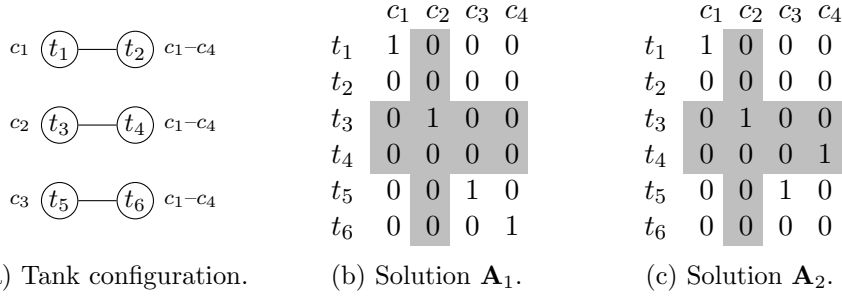 c1 t1 t2 c1–c4
c2 t3 t4 c1–c4
c3 t5 t6 c1–c4
) Tank configuration.
c1 c2 c3 c4
t1 1 0 0 0
t2 0 0 0 0
t3 0 1 0 0
t4 0 0 0 0
t5 0 0 1 0
t6 0 0 0 1
(b) Solution A1.
c1 c2 c3 c4
t1 1 0 0 0
t2 0 0 0 0
t3 0 1 0 0
t4 0 0 0 1
t5 0 0 1 0
t6 0 0 0 0
(c) Solution A2.